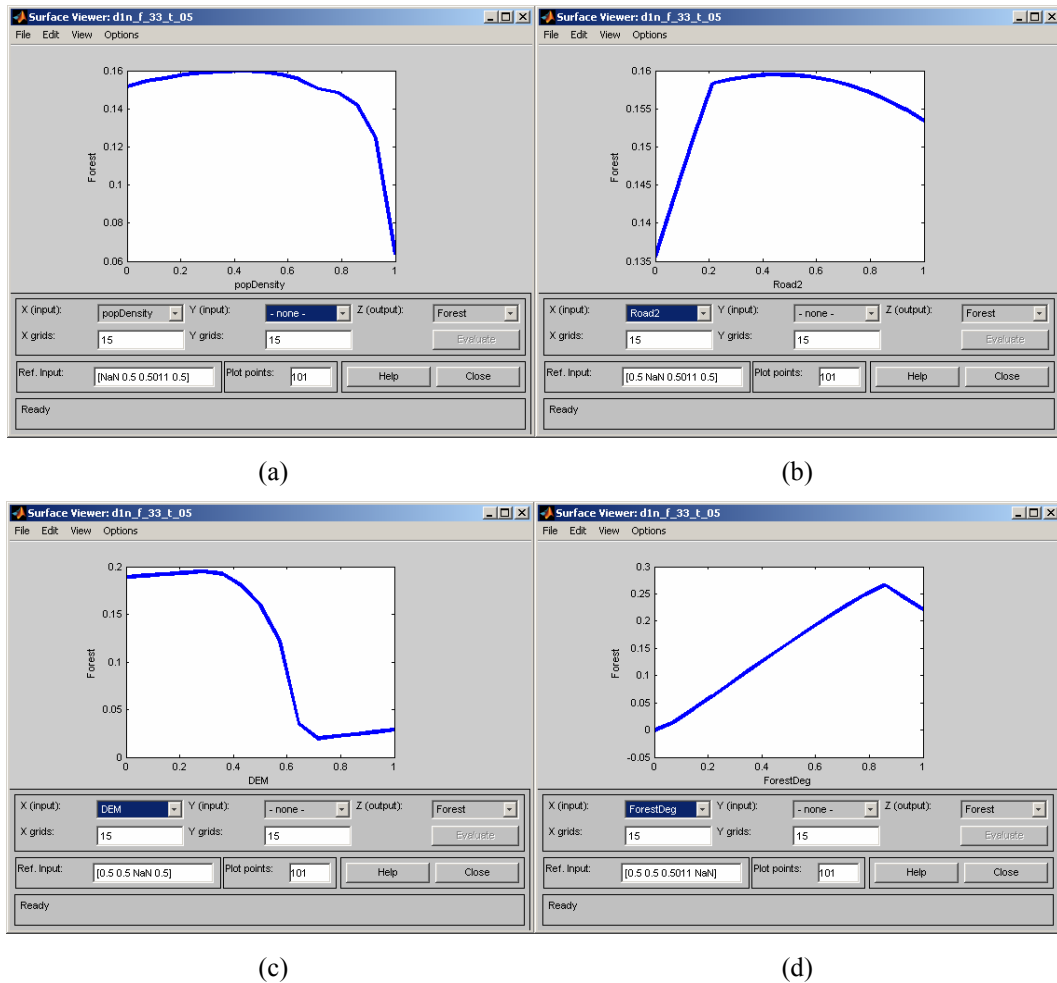 Surface Viewer: d1n_f_33_t_05
File Edit View Options
0.16
0.14
0.12
0.1
0.08
0.06
Forest
0 0.2 0.4 0.6 0.8 1
popDensity
X (input): popDensity Y (input): - none - Z (output): Forest
X grids: 15 Y grids: 15 Evaluate
Ref. Input: [NaN 0.5 0.5011 0.5] Plot points: 101 Help Close
Ready
(a)
Surface Viewer: d1n_f_33_t_05
File Edit View Options
0.16
0.155
0.15
0.145
0.14
0.135
Forest
0 0.2 0.4 0.6 0.8 1
Road2
X (input): Road2 Y (input): - none - Z (output): Forest
X grids: 15 Y grids: 15 Evaluate
Ref. Input: [0.5 NaN 0.5011 0.5] Plot points: 101 Help Close
Ready
(b)
Surface Viewer: d1n_f_33_t_05
File Edit View Options
0.2
0.15
0.1
0.05
0
Forest
0 0.2 0.4 0.6 0.8 1
DEM
X (input): DEM Y (input): - none - Z (output): Forest
X grids: 15 Y grids: 15 Evaluate
Ref. Input: [0.5 0.5 NaN 0.5] Plot points: 101 Help Close
Ready
(c)
Surface Viewer: d1n_f_33_t_05
File Edit View Options
0.3
0.25
0.2
0.15
0.1
0.05
0
-0.05
Forest
0 0.2 0.4 0.6 0.8 1
ForestDeg
X (input): ForestDeg Y (input): - none - Z (output): Forest
X grids: 15 Y grids: 15 Evaluate
Ref. Input: [0.5 0.5 0.5011 NaN] Plot points: 101 Help Close
Ready
(d)